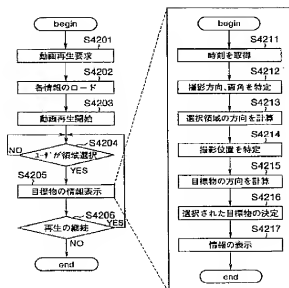 begin
S4201
動画再生要求
S4202
各情報のロード
S4203
動画再生開始
S4204
NO
ユーザが領域選択
YES
S4205
目標物の情報表示
S4206
再生の継続
YES
NO
end
begin
S4211
時刻を取得
S4212
撮影方向、画角を特定
S4213
選択領域の方向を計算
S4214
撮影位置を特定
S4215
目標物の方向を計算
S4216
選択された目標物の決定
S4217
情報の表示
end